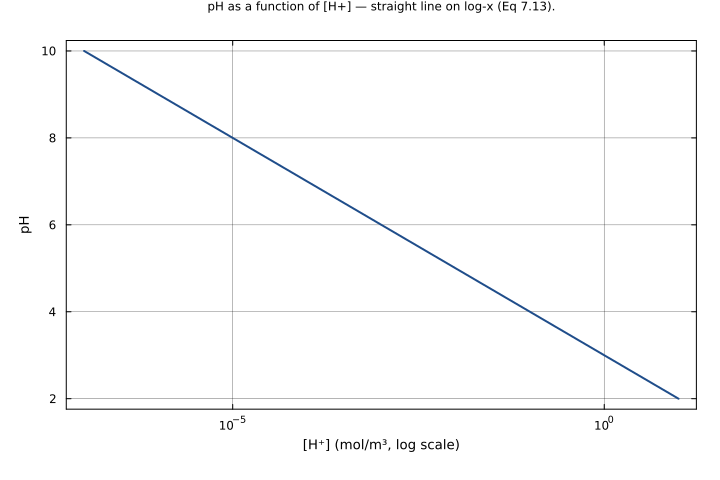 pH as a function of [H+] — straight line on log-x (Eq 7.13).
10
8
6
4
2
pH
10⁻⁵
10⁰
[H⁺] (mol/m³, log scale)